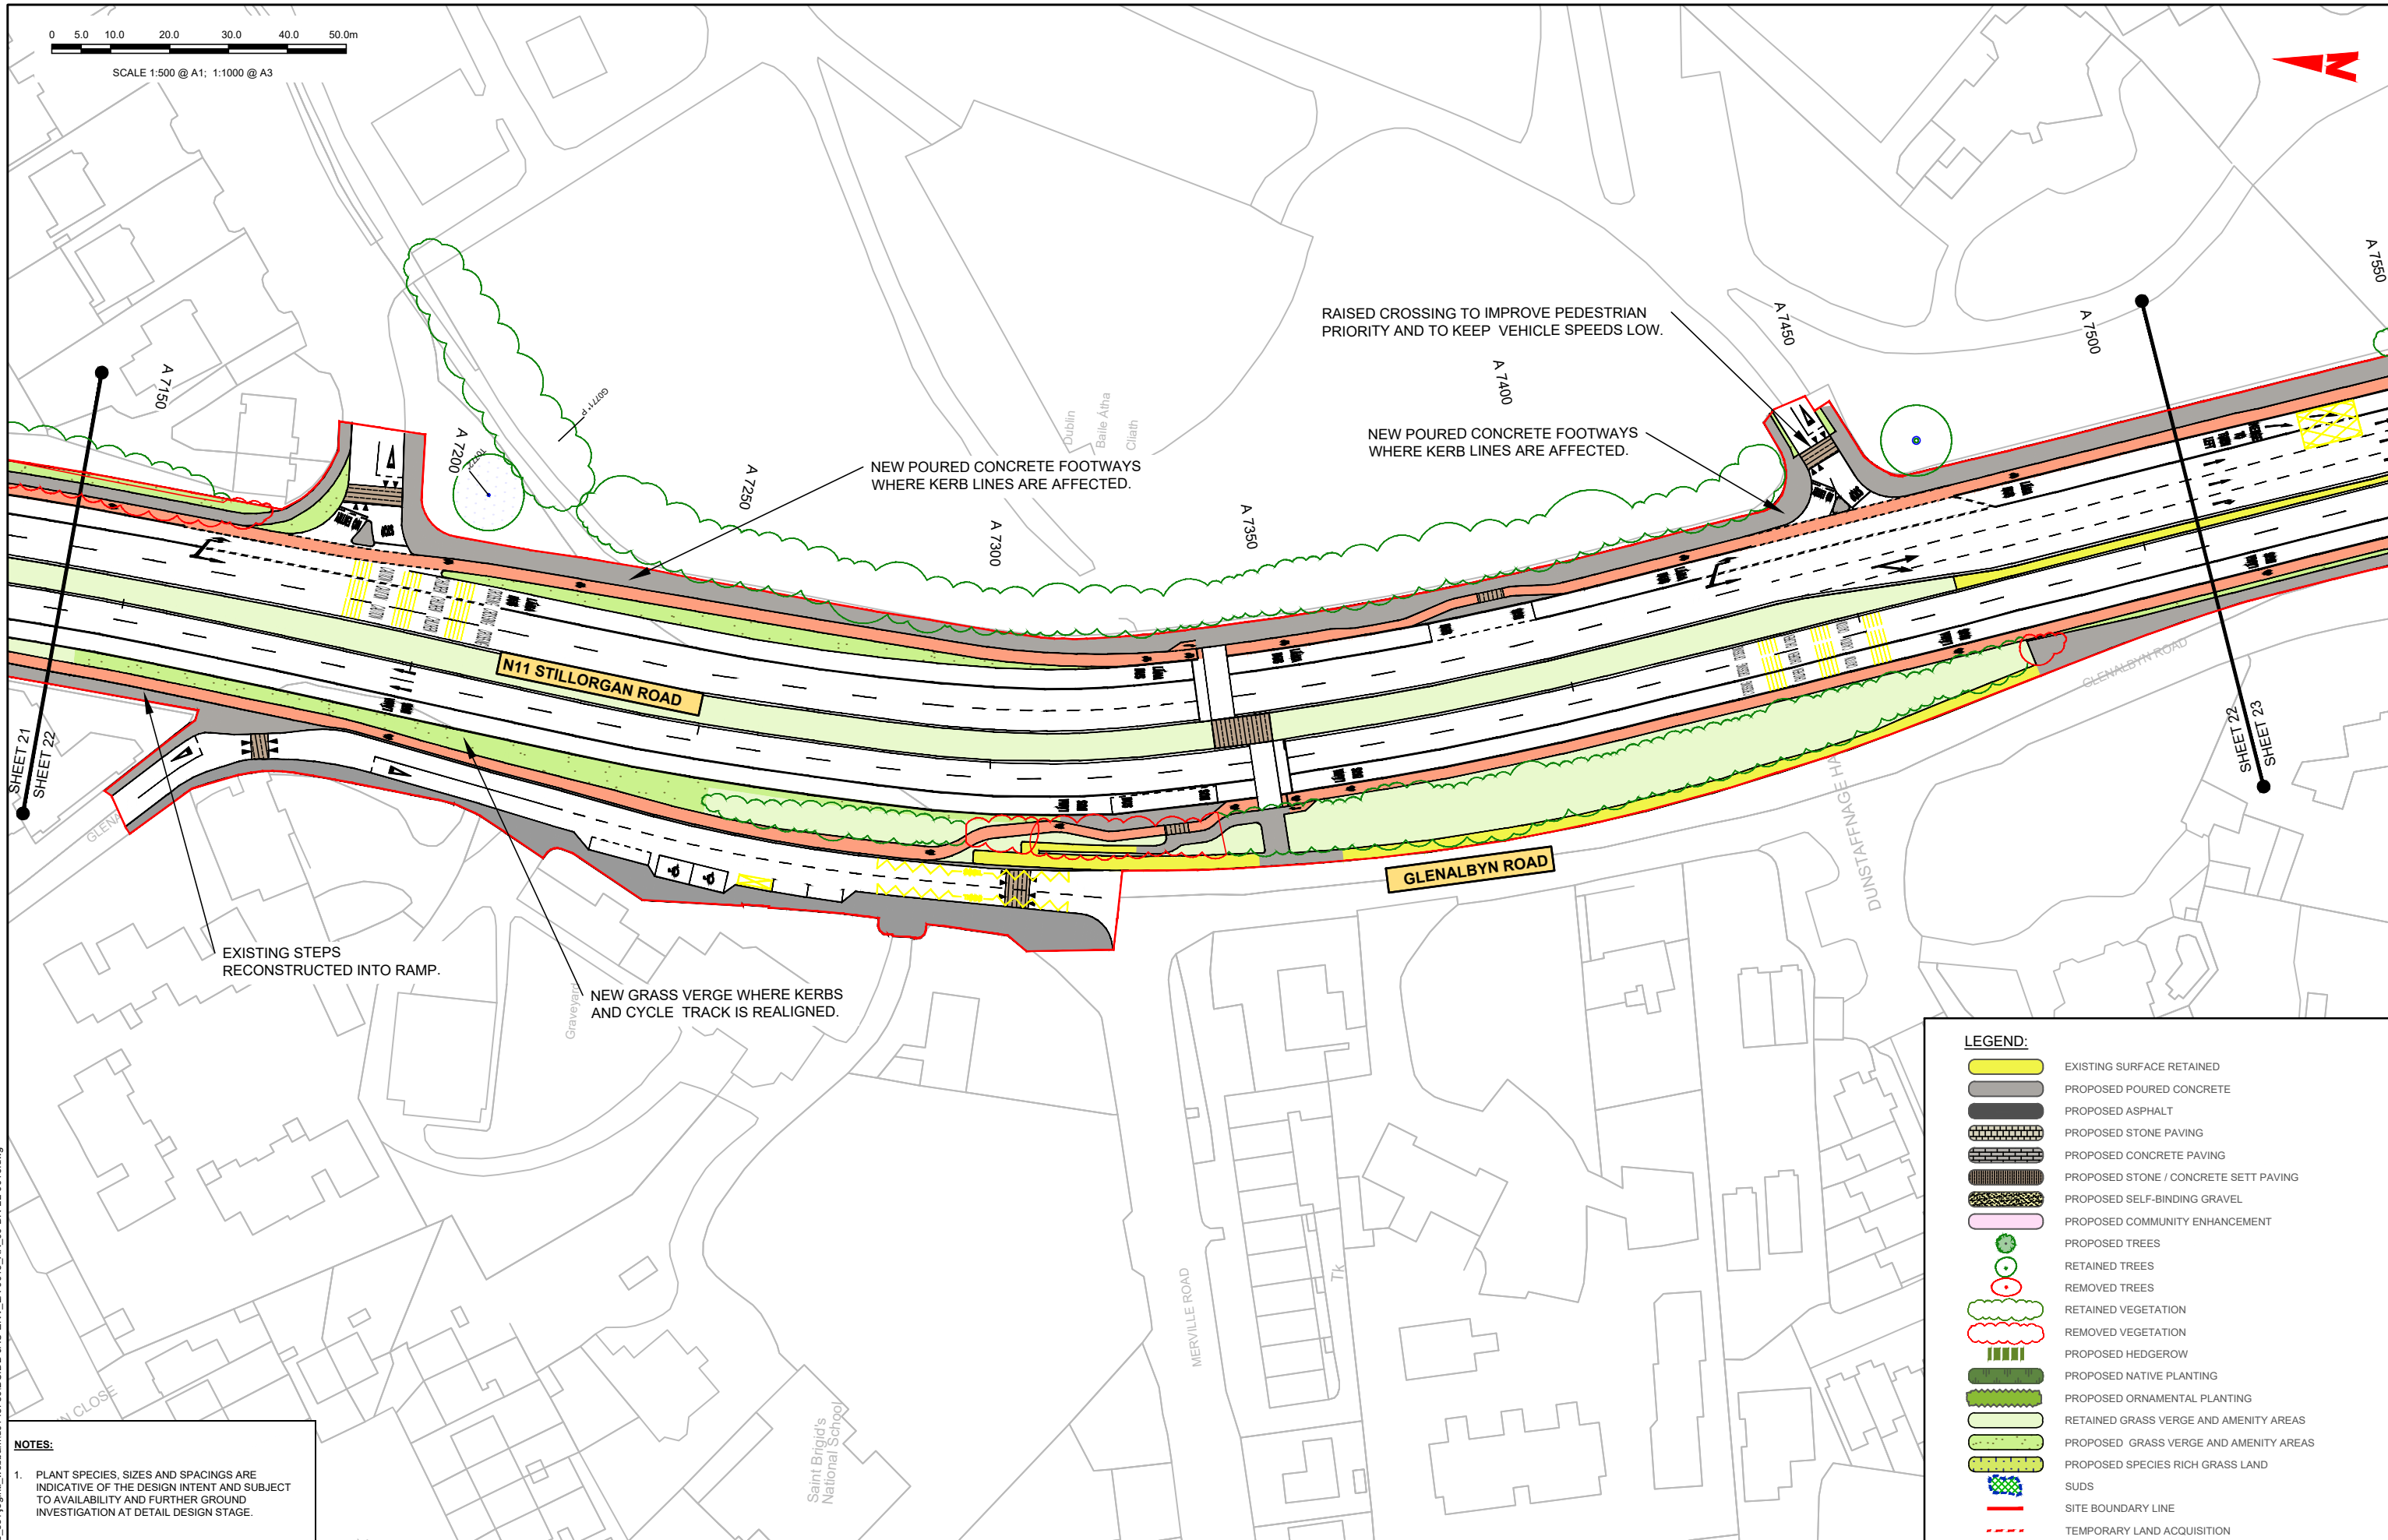 0 5.0 10.0 20.0 30.0 40.0 50.0m
SCALE 1:500 @ A1; 1:1000 @ A3
N
A 7150
A 7200
A 7250
A 7300
A 7350
A 7400
A 7450
A 7500
A 7550
G0771*P
Dublin
Baile Átha
Cliath
RAISED CROSSING TO IMPROVE PEDESTRIAN
PRIORITY AND TO KEEP VEHICLE SPEEDS LOW.
NEW POURED CONCRETE FOOTWAYS
WHERE KERB LINES ARE AFFECTED.
NEW POURED CONCRETE FOOTWAYS
WHERE KERB LINES ARE AFFECTED.
N11 STILLORGAN ROAD
GLENALBYN ROAD
GLENALBYN ROAD
SHEET 21
SHEET 22
SHEET 22
SHEET 23
EXISTING STEPS
RECONSTRUCTED INTO RAMP.
NEW GRASS VERGE WHERE KERBS
AND CYCLE TRACK IS REALIGNED.
Graveyard
DUNSTAFFNAGE HA
MERVILLE ROAD
Tk
Saint Brigid's
National School
N CLOSE
NOTES:
1. PLANT SPECIES, SIZES AND SPACINGS ARE
INDICATIVE OF THE DESIGN INTENT AND SUBJECT
TO AVAILABILITY AND FURTHER GROUND
INVESTIGATION AT DETAIL DESIGN STAGE.
LEGEND:
EXISTING SURFACE RETAINED
PROPOSED POURED CONCRETE
PROPOSED ASPHALT
PROPOSED STONE PAVING
PROPOSED CONCRETE PAVING
PROPOSED STONE / CONCRETE SETT PAVING
PROPOSED SELF-BINDING GRAVEL
PROPOSED COMMUNITY ENHANCEMENT
PROPOSED TREES
RETAINED TREES
REMOVED TREES
RETAINED VEGETATION
REMOVED VEGETATION
PROPOSED HEDGEROW
PROPOSED NATIVE PLANTING
PROPOSED ORNAMENTAL PLANTING
RETAINED GRASS VERGE AND AMENITY AREAS
PROPOSED GRASS VERGE AND AMENITY AREAS
PROPOSED SPECIES RICH GRASS LAND
SUDS
SITE BOUNDARY LINE
TEMPORARY LAND ACQUISITION